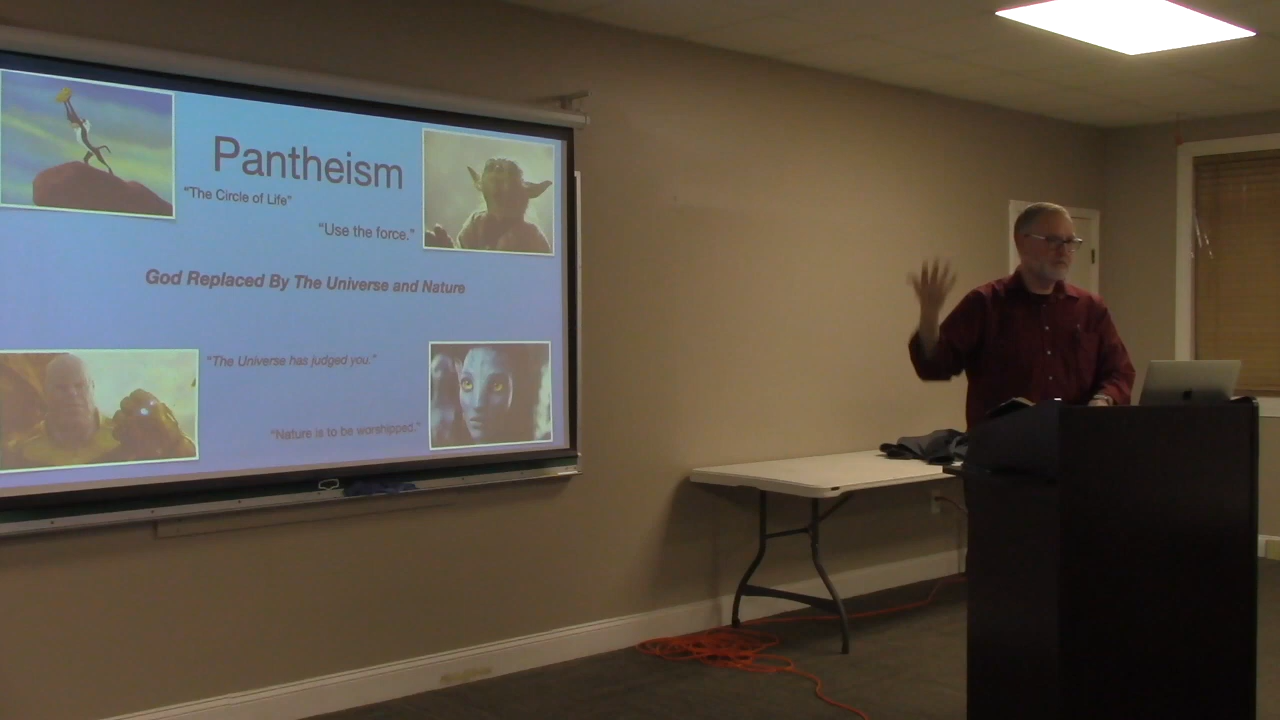 Pantheism
"The Circle of Life"
"Use the force."
God Replaced By The Universe and Nature
"The Universe has judged you."
"Nature is to be worshipped."